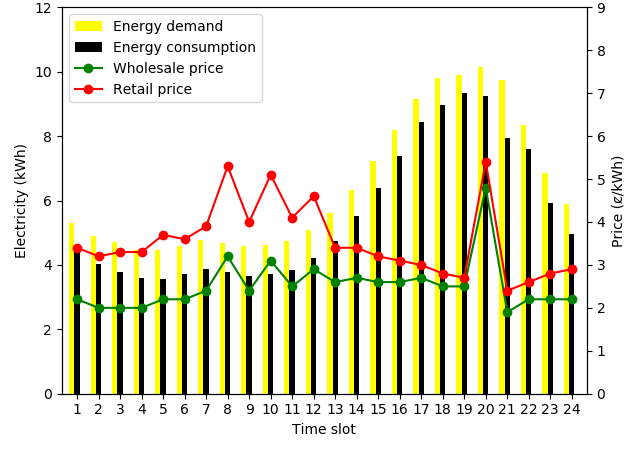 Energy demand
Energy consumption
Wholesale price
Retail price
Electricity (kWh)
12
10
8
6
4
2
0
9
8
7
6
5
4
3
2
1
0
Price (¢/kWh)
1 2 3 4 5 6 7 8 9 10 11 12 13 14 15 16 17 18 19 20 21 22 23 24
Time slot